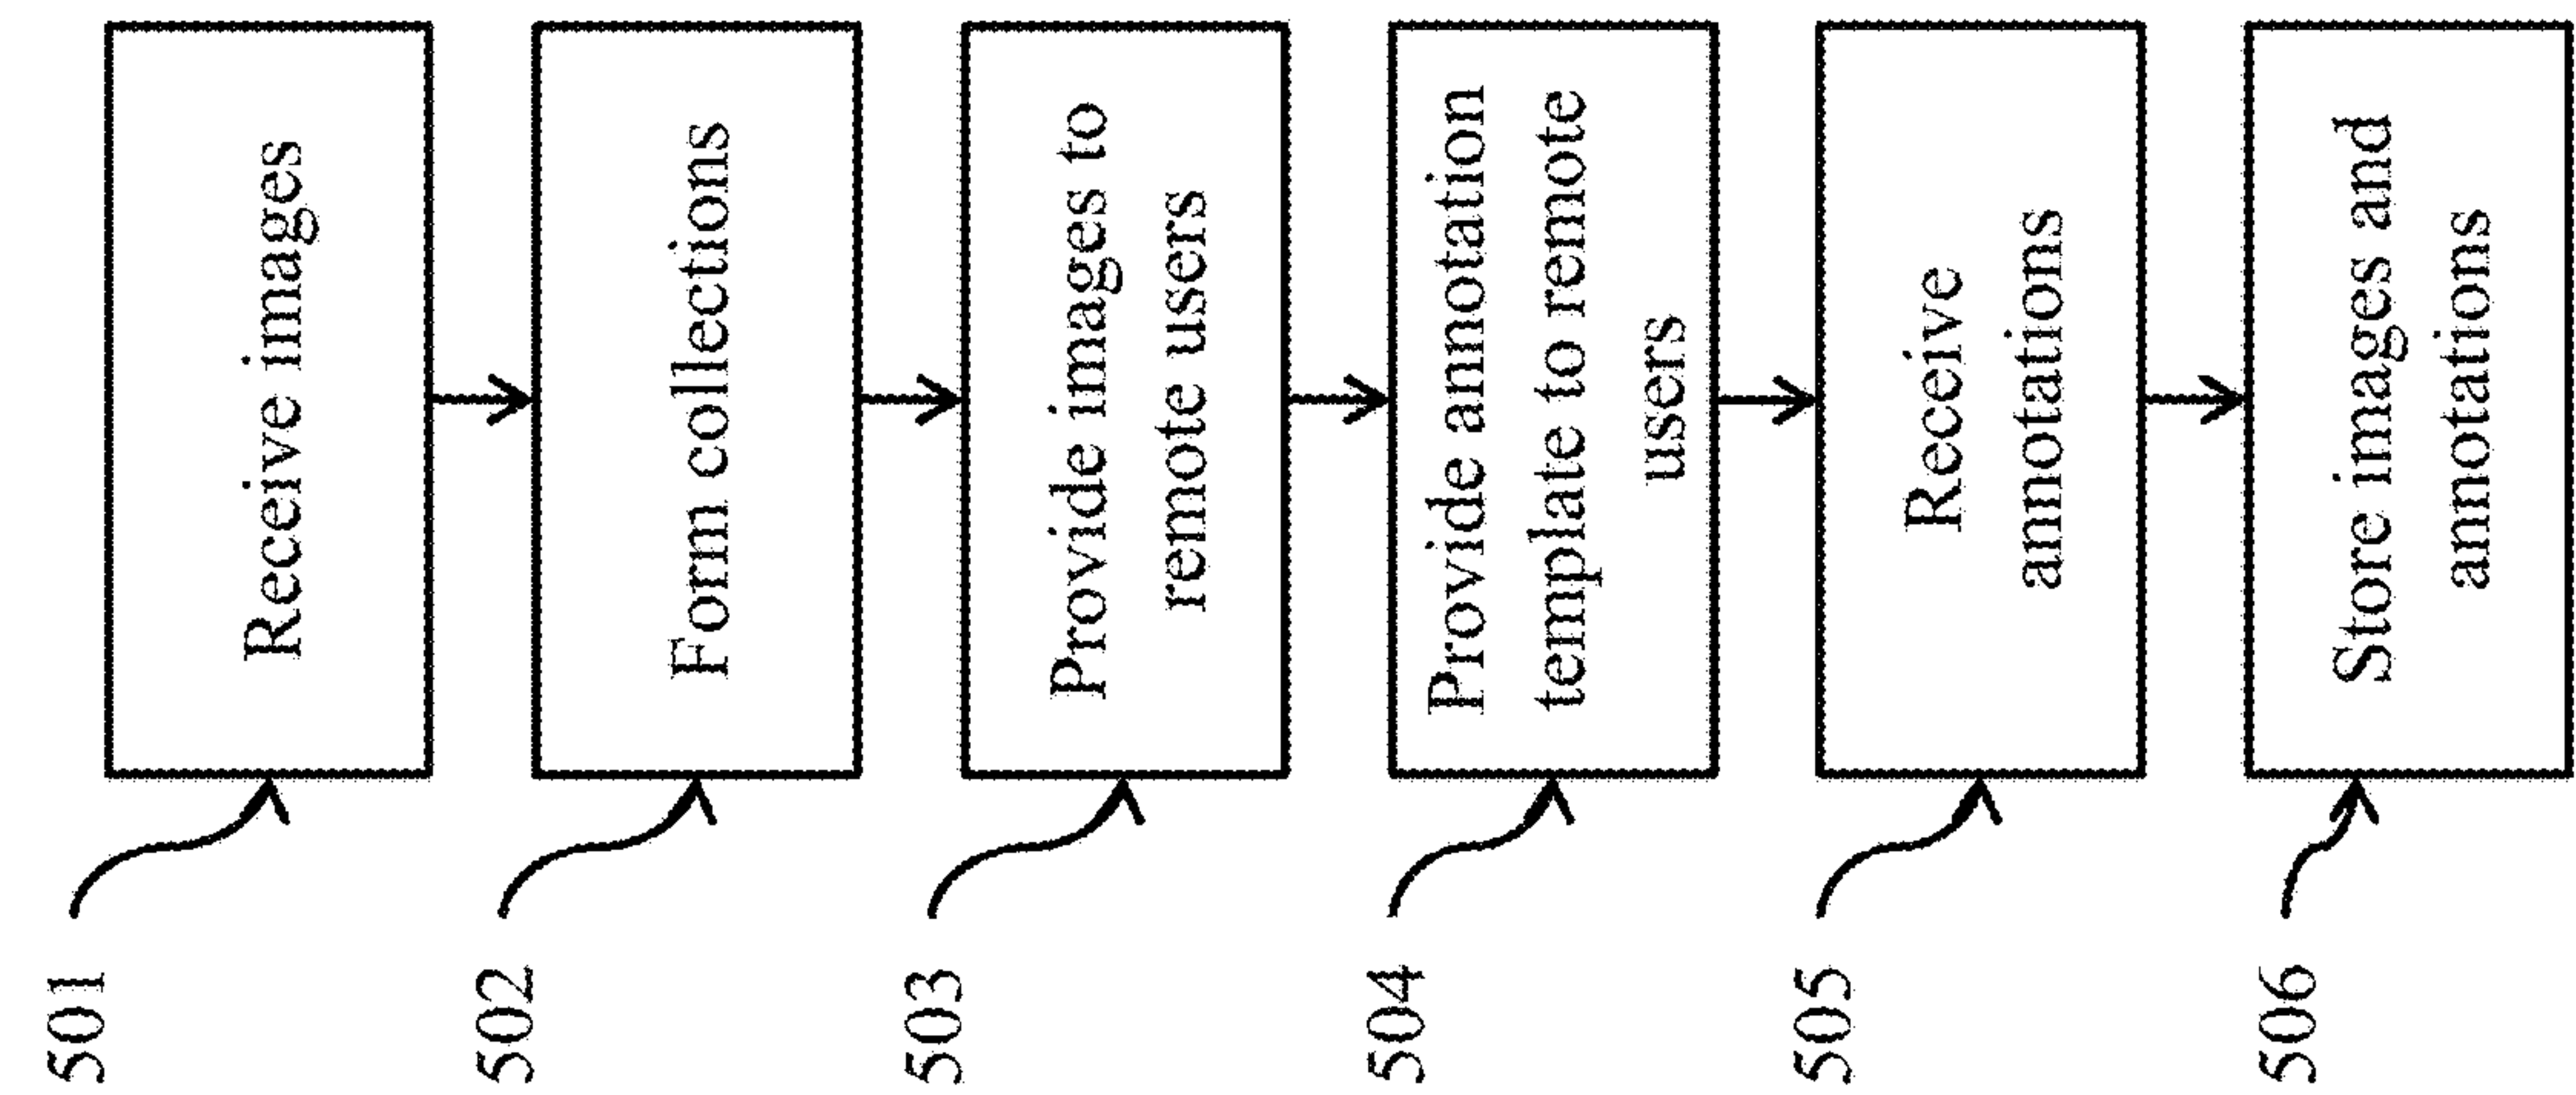 501
Receive images
502
Form collections
503
Provide images to
remote users
504
Provide annotation
template to remote
users
505
Receive
annotations
506
Store images and
annotations